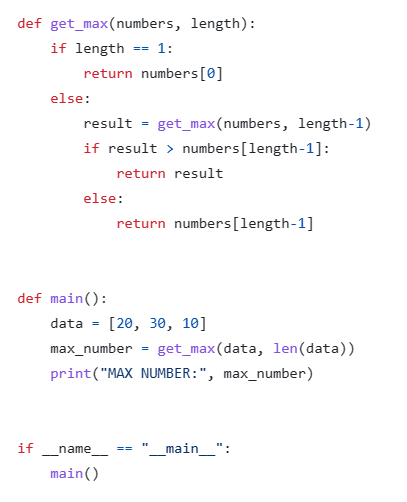 def get_max(numbers, length):
    if length == 1:
        return numbers[0]
    else:
        result = get_max(numbers, length-1)
        if result > numbers[length-1]:
            return result
        else:
            return numbers[length-1]
def main():
    data = [20, 30, 10]
    max_number = get_max(data, len(data))
    print("MAX NUMBER:", max_number)
if __name__ == "__main__":
    main()